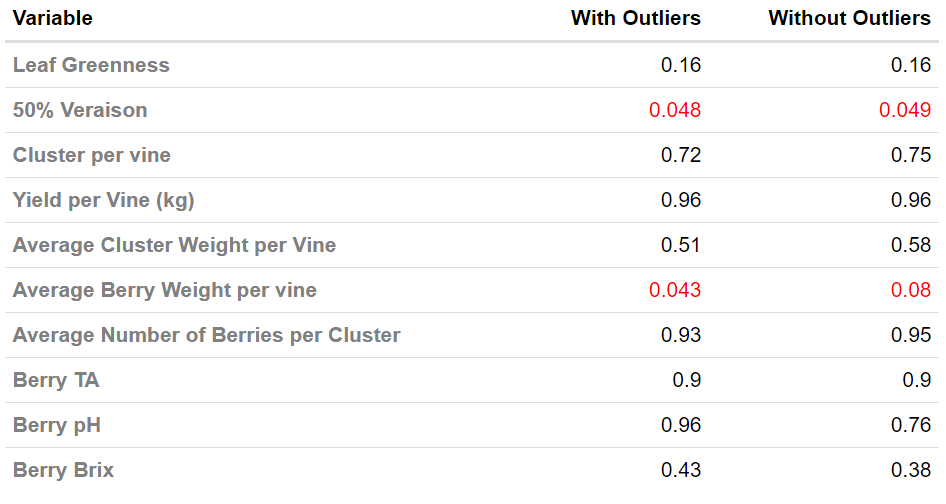 Variable With Outliers Without Outliers
Leaf Greenness 0.16 0.16
50% Veraison 0.048 0.049
Cluster per vine 0.72 0.75
Yield per Vine (kg) 0.96 0.96
Average Cluster Weight per Vine 0.51 0.58
Average Berry Weight per vine 0.043 0.08
Average Number of Berries per Cluster 0.93 0.95
Berry TA 0.9 0.9
Berry pH 0.96 0.76
Berry Brix 0.43 0.38